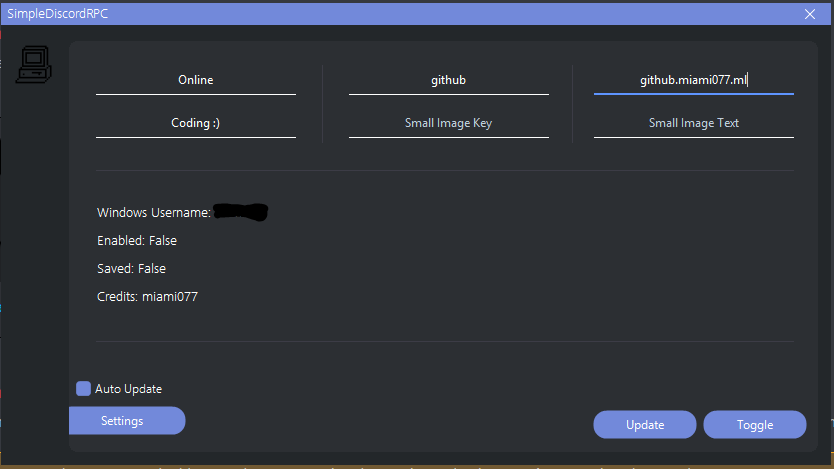 SimpleDiscordRPC
Online github github.miami077.ml
Coding :) Small Image Key Small Image Text
Windows Username:
Enabled: False
Saved: False
Credits: miami077
Auto Update
Settings Update Toggle